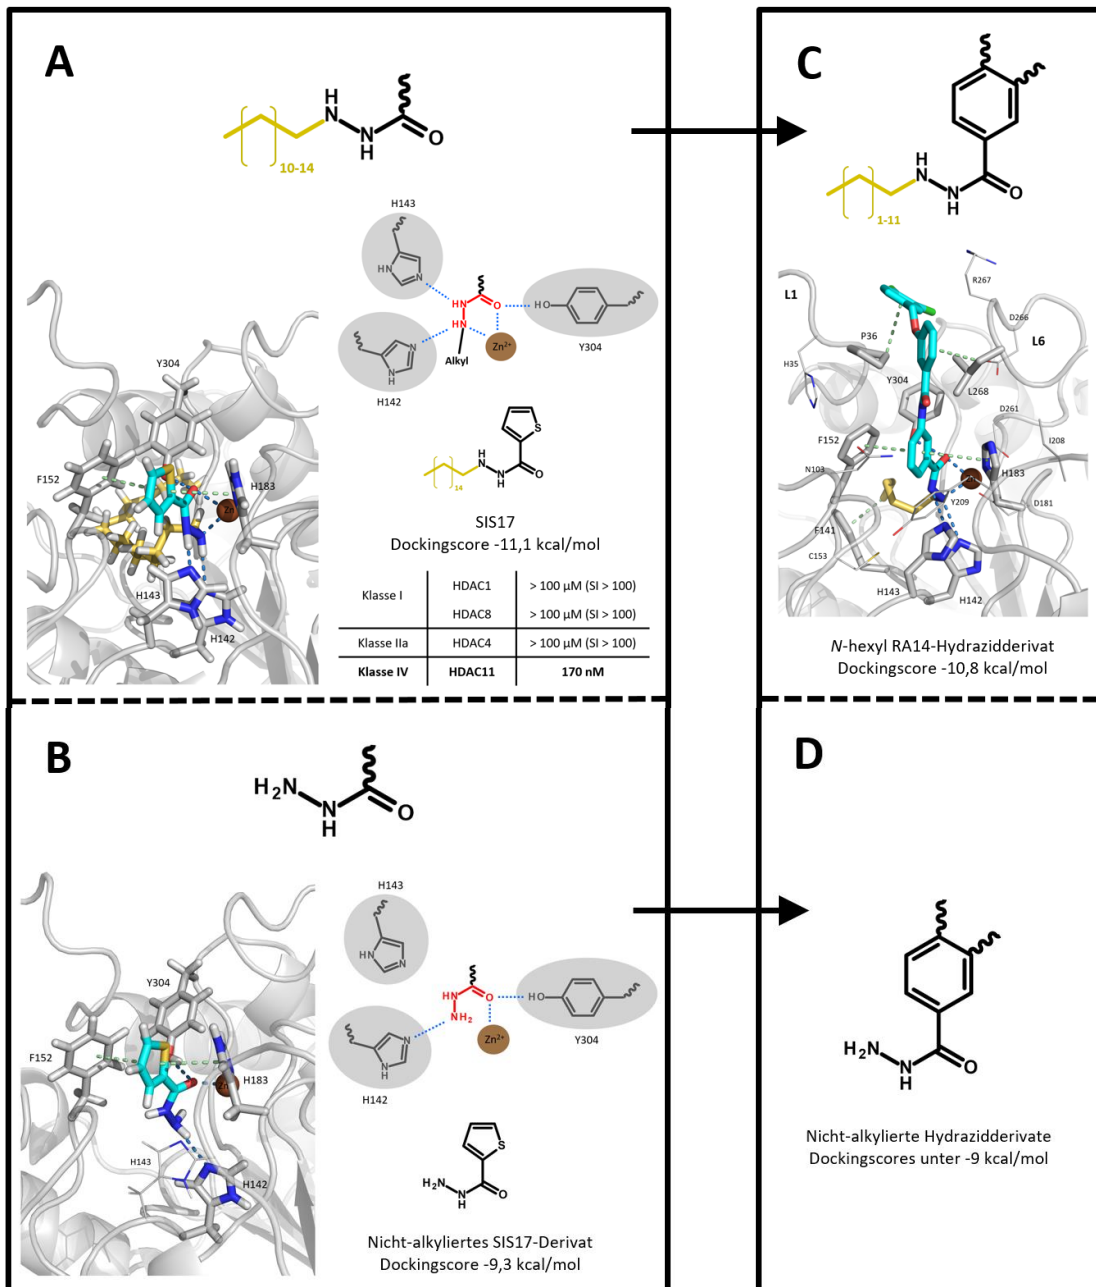 A
H
N
N
H
O
10-14
H143
HN
N
HN
O
HN
Alkyl
Zn²⁺
HO
Y304
N
N
H
H142
Y304
F152
H183
Zn
H143
H142
S
H
N
N
H
O
14
SIS17
Dockingscore -11,1 kcal/mol
Klasse I HDAC1 > 100 µM (SI > 100)
HDAC8 > 100 µM (SI > 100)
Klasse IIa HDAC4 > 100 µM (SI > 100)
Klasse IV HDAC11 170 nM
B
H₂N
N
H
O
H143
HN
N
HN
O
NH₂
Zn²⁺
HO
Y304
N
N
H
H142
Y304
F152
H183
Zn
H143
H142
S
H₂N
N
H
O
Nicht-alkyliertes SIS17-Derivat
Dockingscore -9,3 kcal/mol
C
H
N
N
H
O
1-11
L1
R267
D266
P36
L6
H35
Y304
L268
D261
F152
I208
N103
H183
Zn
Y209
D181
F141
C153
H143
H142
N-hexyl RA14-Hydrazidderivat
Dockingscore -10,8 kcal/mol
D
H₂N
N
H
O
Nicht-alkylierte Hydrazidderivate
Dockingscores unter -9 kcal/mol